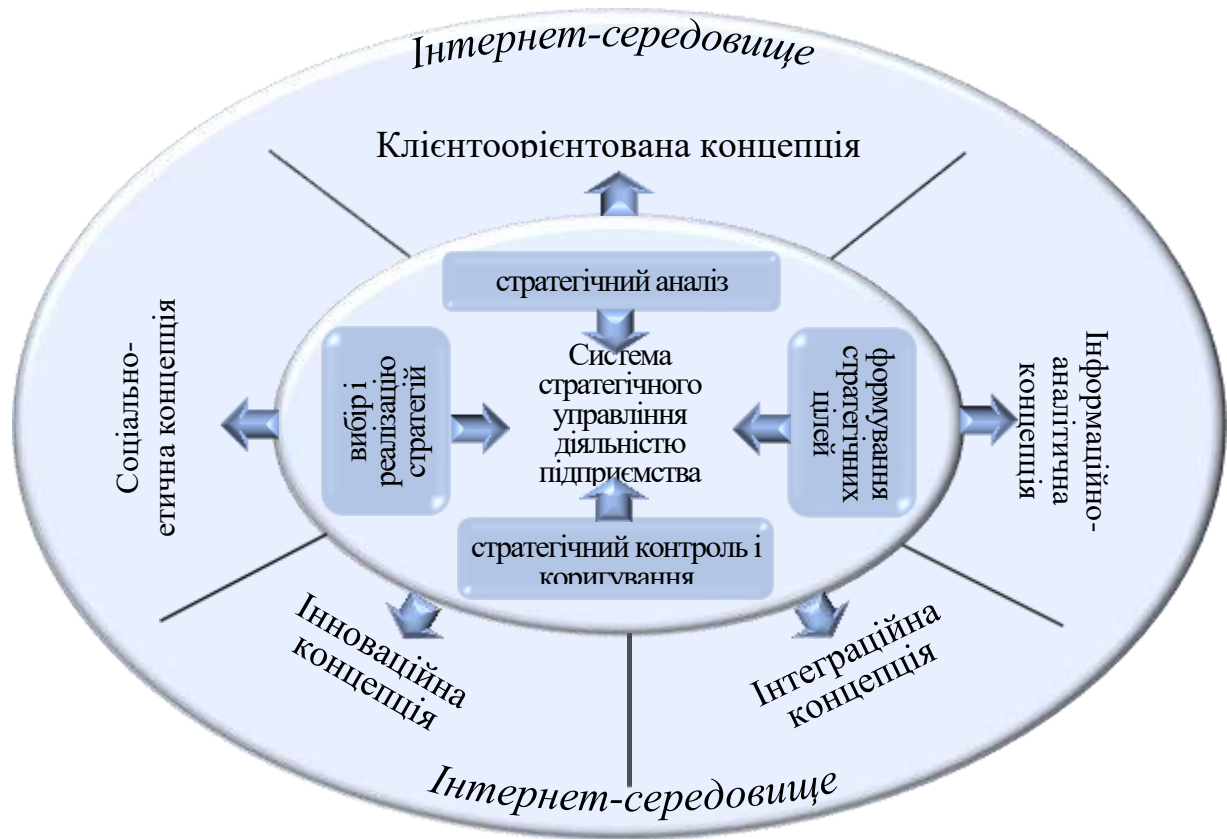 Інтернет-середовище
Клієнтоорієнтована концепція
стратегічний аналіз
Соціально-
етична концепція
вибір і
реалізацію
стратегій
Система
стратегічного
управління
діяльністю
підприємства
формування
стратегічних
цілей
Інформаційно-
аналітична
концепція
стратегічний контроль і
коригування
Інноваційна
концепція
Інтеграційна
концепція
Інтернет-середовище